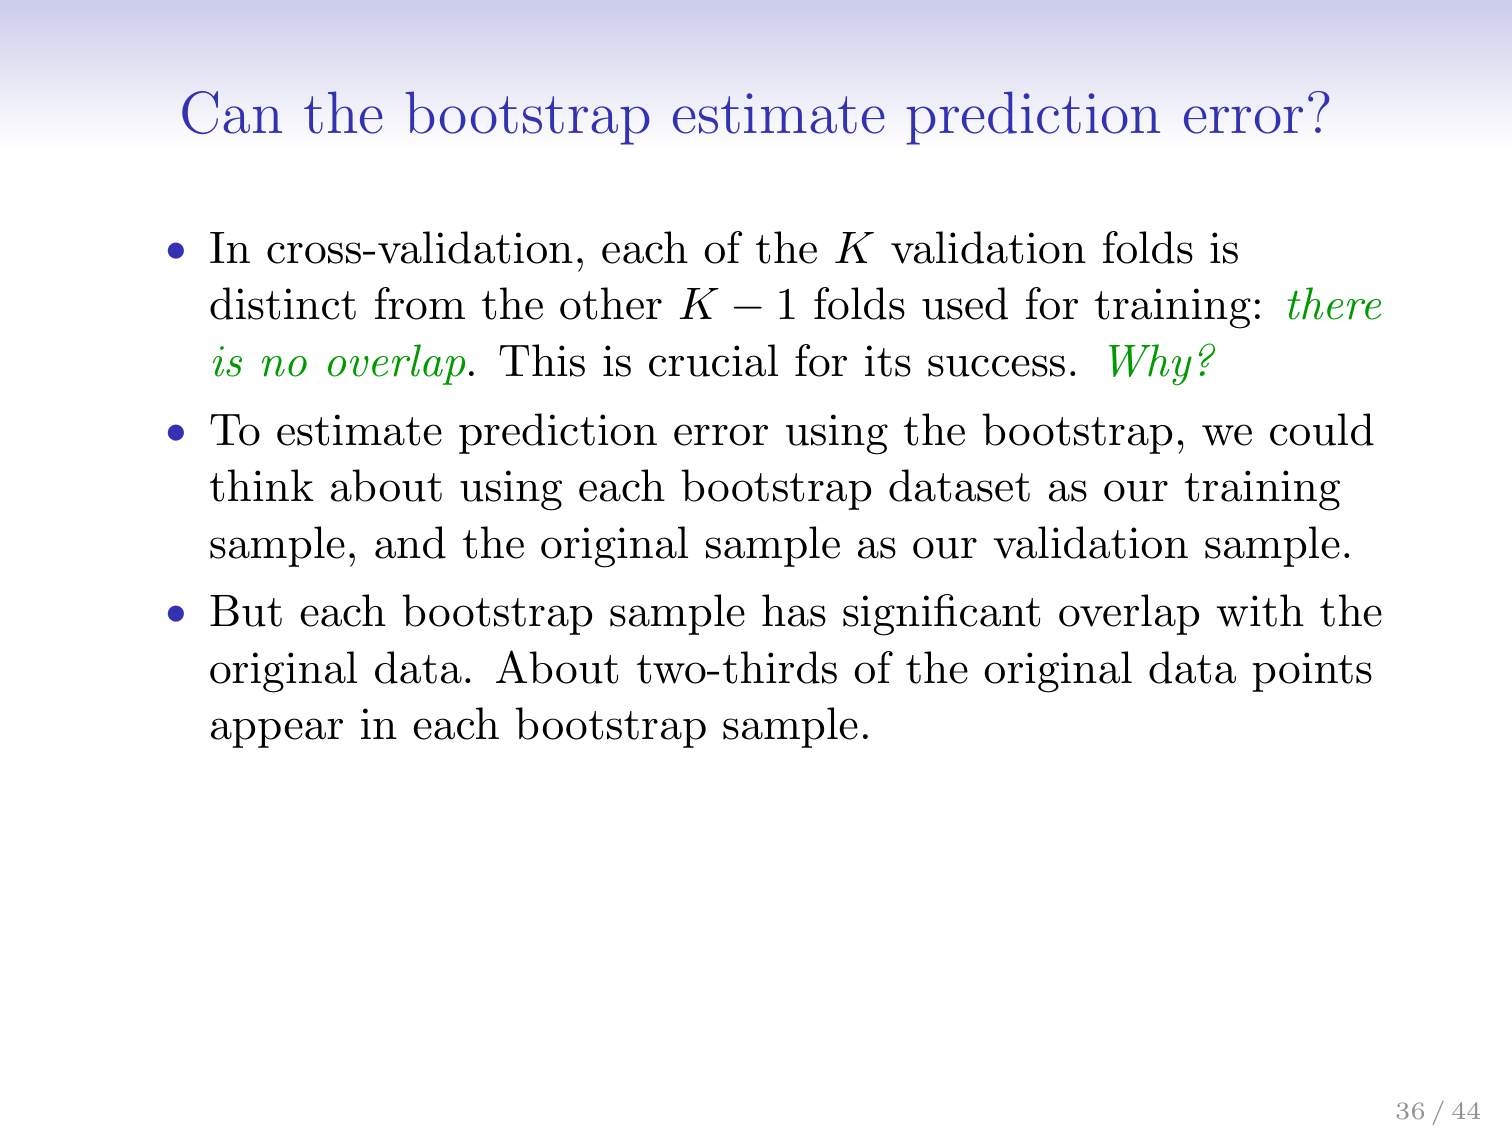 Can the bootstrap estimate prediction error?
• In cross-validation, each of the K validation folds is
distinct from the other K − 1 folds used for training: there
is no overlap. This is crucial for its success. Why?
• To estimate prediction error using the bootstrap, we could
think about using each bootstrap dataset as our training
sample, and the original sample as our validation sample.
• But each bootstrap sample has significant overlap with the
original data. About two-thirds of the original data points
appear in each bootstrap sample.
36 / 44